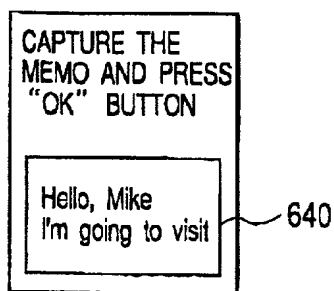 CAPTURE THE
MEMO AND PRESS
“OK” BUTTON
Hello, Mike
I'm going to visit
640